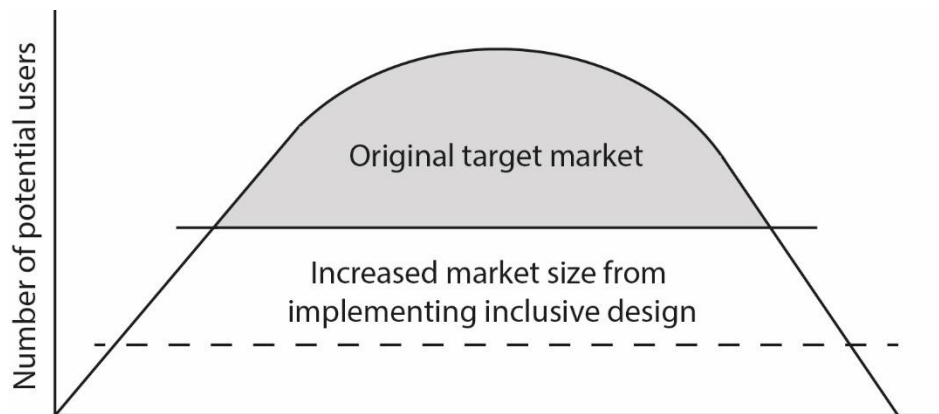 Number of potential users
Original target market
Increased market size from
implementing inclusive design